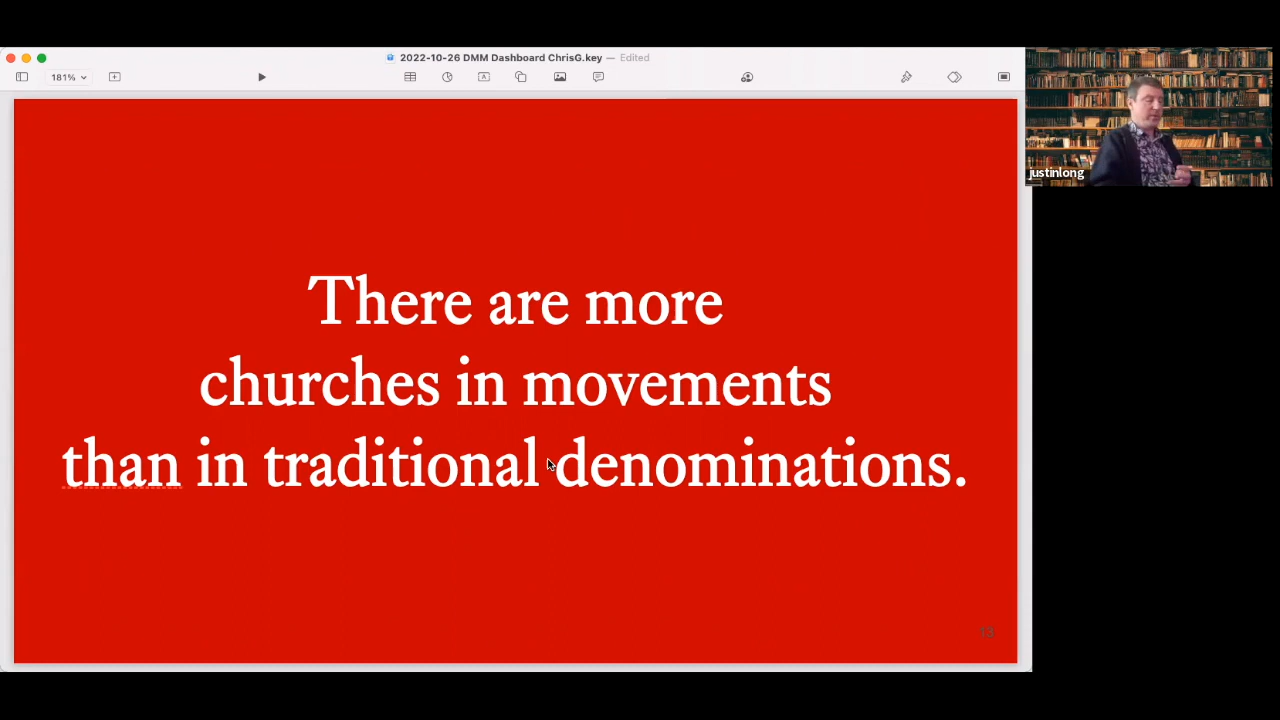 2022-10-26 DMM Dashboard ChrisG.key — Edited
181%
There are more
churches in movements
than in traditional denominations.
13
justinlong